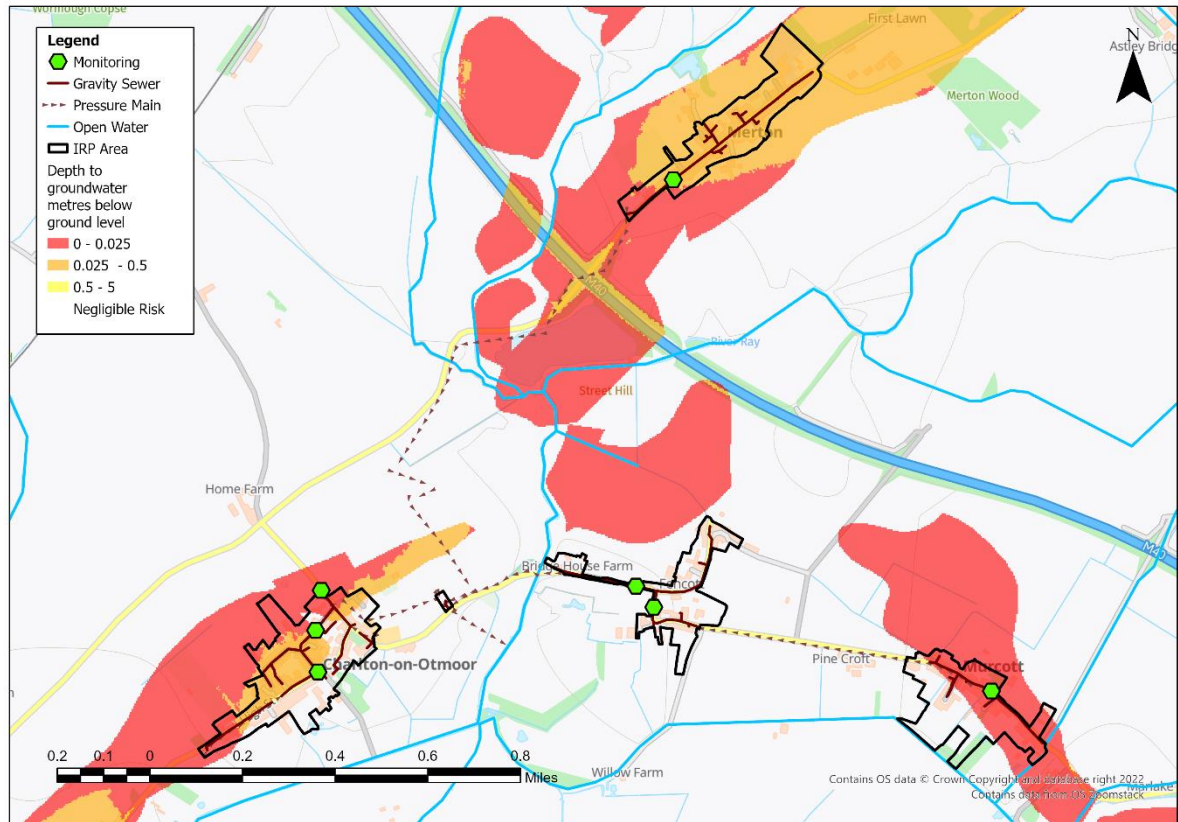 Legend
Monitoring
Gravity Sewer
Pressure Main
Open Water
IRP Area
Depth to
groundwater
metres below
ground level
0 - 0.025
0.025 - 0.5
0.5 - 5
Negligible Risk
First Lawn
N
Astley Bridg
Merton Wood
Merton
M40
River Ray
Street Hill
Home Farm
M40
Bridge House Farm
Fencott
Charlton-on-Otmoor
Pine Croft
Murcott
0.2 0.1 0 0.2 0.4 0.6 0.8
Miles
Willow Farm
Contains OS data © Crown Copyright and database right 2022
Contains data from OS zoomstack